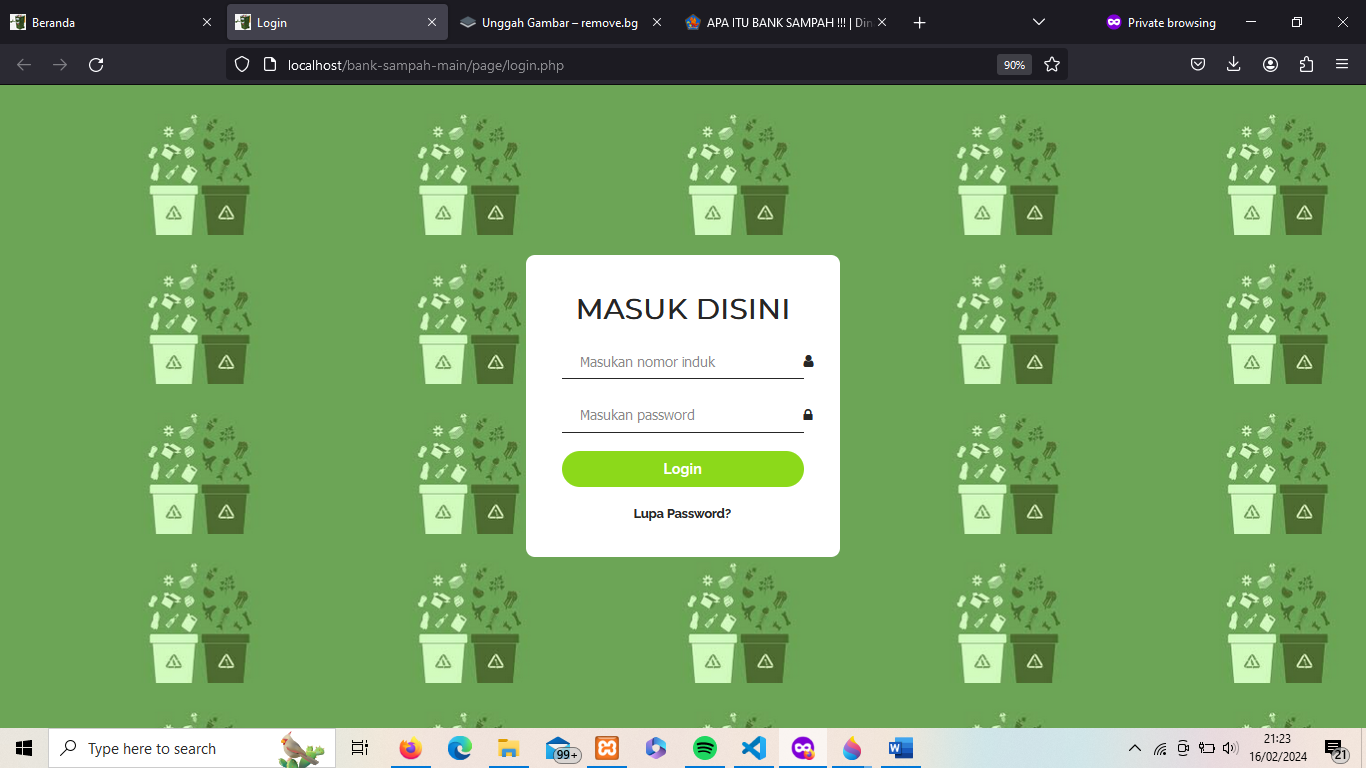 Beranda
Login
Unggah Gambar – remove.bg
APA ITU BANK SAMPAH !!! | Din
Private browsing
localhost/bank-sampah-main/page/login.php
90%
MASUK DISINI
Masukan nomor induk
Masukan password
Login
Lupa Password?
Type here to search
99+
21:23
16/02/2024
21